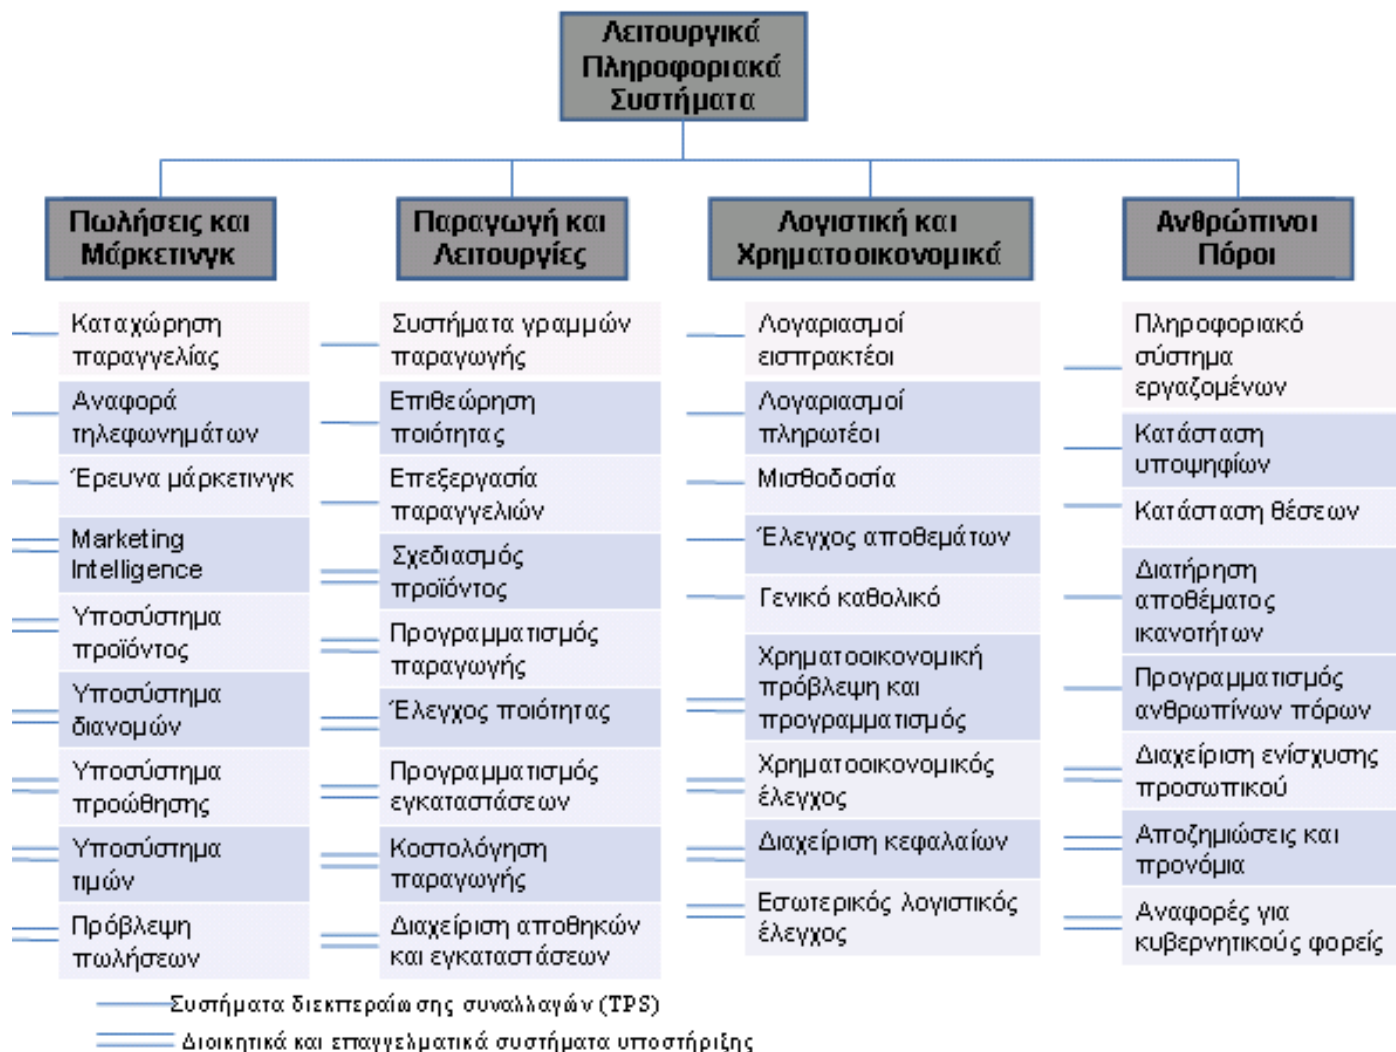 Λειτουργικά
Πληροφοριακά
Συστήματα
Πωλήσεις και
Μάρκετινγκ
Καταχώρηση
παραγγελίας
Αναφορά
τηλεφωνημάτων
Έρευνα μάρκετινγκ
Marketing
Intelligence
Υποσύστημα
προϊόντος
Υποσύστημα
διανομών
Υποσύστημα
προώθησης
Υποσύστημα
τιμών
Πρόβλεψη
πωλήσεων
Παραγωγή και
Λειτουργίες
Συστήματα γραμμών
παραγωγής
Επιθεώρηση
ποιότητας
Επεξεργασία
παραγγελιών
Σχεδιασμός
προϊόντος
Προγραμματισμός
παραγωγής
Έλεγχος ποιότητας
Προγραμματισμός
εγκαταστάσεων
Κοστολόγηση
παραγωγής
Διαχείριση αποθηκών
και εγκαταστάσεων
Λογιστική και
Χρηματοοικονομικά
Λογαριασμοί
εισπρακτέοι
Λογαριασμοί
πληρωτέοι
Μισθοδοσία
Έλεγχος αποθεμάτων
Γενικό καθολικό
Χρηματοοικονομική
πρόβλεψη και
προγραμματισμός
Χρηματοοικονομικός
έλεγχος
Διαχείριση κεφαλαίων
Εσωτερικός λογιστικός
έλεγχος
Ανθρώπινοι
Πόροι
Πληροφοριακό
σύστημα
εργαζομένων
Κατάσταση
υποψηφίων
Κατάσταση θέσεων
Διατήρηση
αποθέματος
ικανοτήτων
Προγραμματισμός
ανθρωπίνων πόρων
Διαχείριση ενίσχυσης
προσωπικού
Αποζημιώσεις και
προνόμια
Αναφορές για
κυβερνητικούς φορείς
Συστήματα διεκπεραίωσης συναλλαγών (TPS)
Διοικητικά και επαγγελματικά συστήματα υποστήριξης